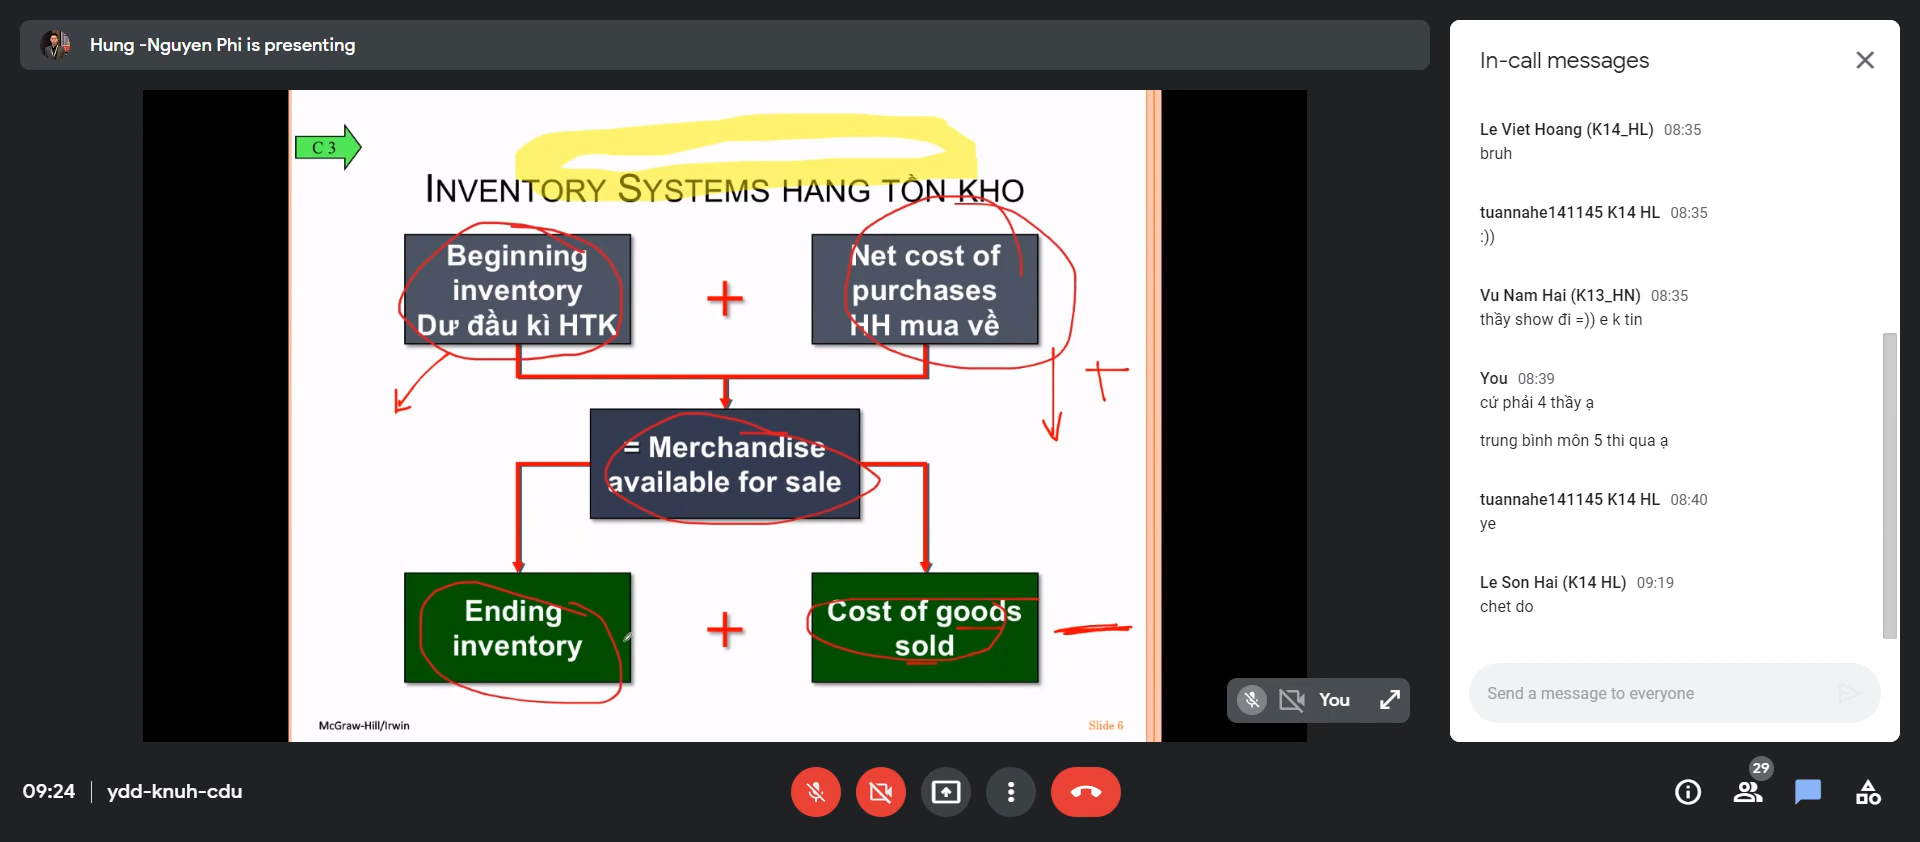 Hung -Nguyen Phi is presenting
C 3
INVENTORY SYSTEMS HANG TỒN KHO
Beginning
inventory
Dư đầu kì HTK
+
Net cost of
purchases
HH mua về
+
= Merchandise
available for sale
Ending
inventory
+
Cost of goods
sold
McGraw-Hill/Irwin
Slide 6
You
In-call messages
Le Viet Hoang (K14_HL) 08:35
bruh
tuannahe141145 K14 HL 08:35
:))
Vu Nam Hai (K13_HN) 08:35
thầy show đi =)) e k tin
You 08:39
cứ phải 4 thầy ạ
trung bình môn 5 thi qua ạ
tuannahe141145 K14 HL 08:40
ye
Le Son Hai (K14 HL) 09:19
chet do
Send a message to everyone
09:24 | ydd-knuh-cdu
29